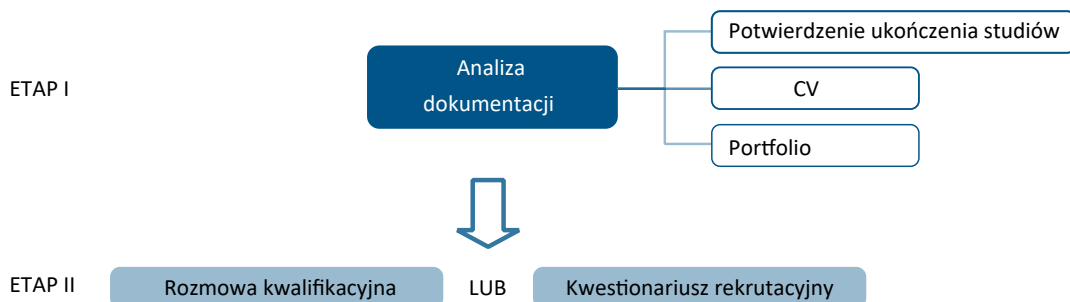 ETAP I
Analiza
dokumentacji
Potwierdzenie ukończenia studiów
CV
Portfolio
ETAP II
Rozmowa kwalifikacyjna
LUB
Kwestionariusz rekrutacyjny